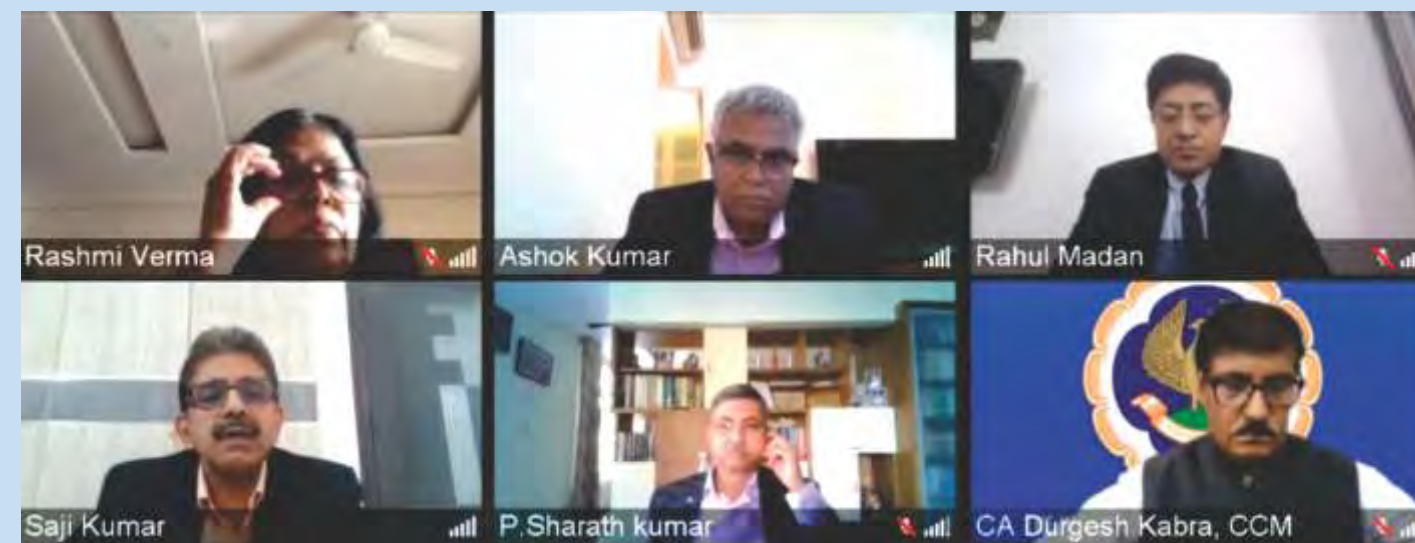 Rashmi Verma
Ashok Kumar
Rahul Madan
Saji Kumar
P.Sharath kumar
CA Durgesh Kabra, CCM